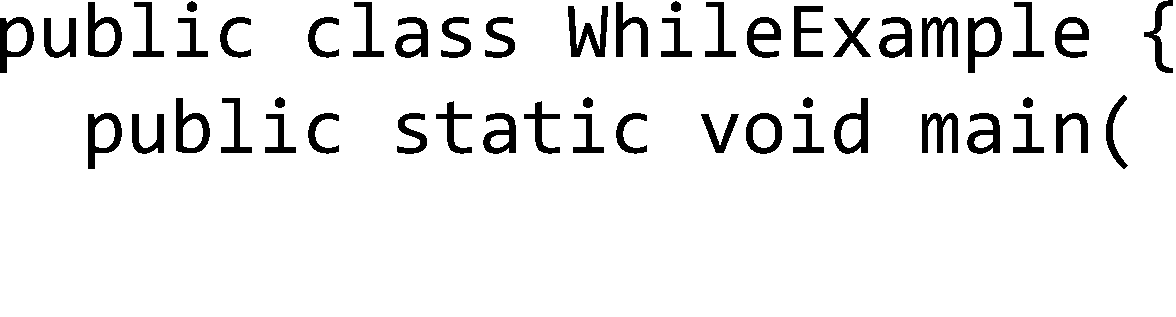 public class WhileExample {
  public static void main(